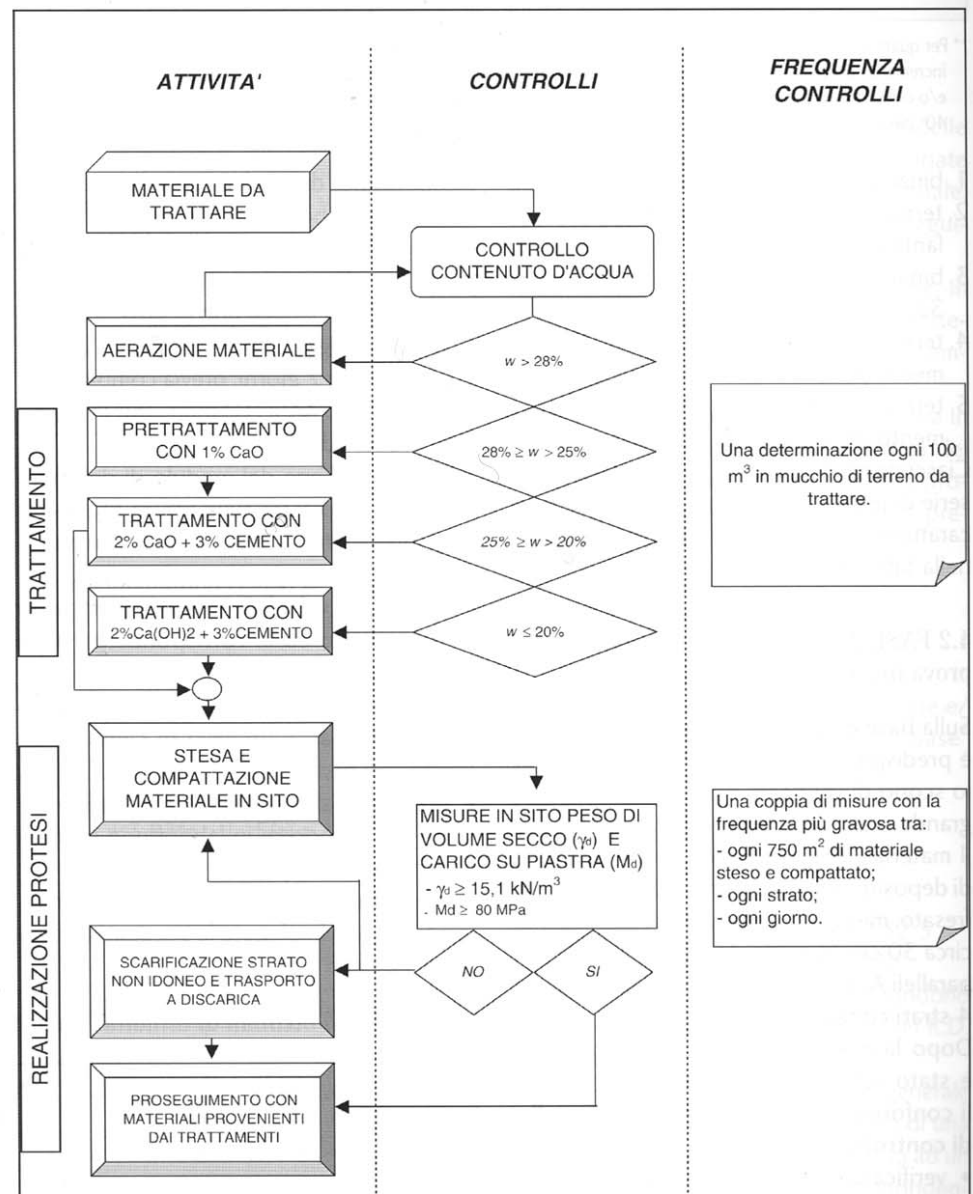 ATTIVITA'
CONTROLLI
FREQUENZA
CONTROLLI
MATERIALE DA
TRATTARE
CONTROLLO
CONTENUTO D'ACQUA
AERAZIONE MATERIALE
w > 28%
TRATTAMENTO
PRETRATTAMENTO
CON 1% CaO
28% ≥ w > 25%
Una determinazione ogni 100
m³ in mucchio di terreno da
trattare.
TRATTAMENTO CON
2% CaO + 3% CEMENTO
25% ≥ w > 20%
TRATTAMENTO CON
2%Ca(OH)2 + 3%CEMENTO
w ≤ 20%
REALIZZAZIONE PROTESI
STESA E
COMPATTAZIONE
MATERIALE IN SITO
MISURE IN SITO PESO DI
VOLUME SECCO (γd) E
CARICO SU PIASTRA (Md)
- γd ≥ 15,1 kN/m³
- Md ≥ 80 MPa
Una coppia di misure con la
frequenza più gravosa tra:
- ogni 750 m² di materiale
steso e compattato;
- ogni strato;
- ogni giorno.
SCARIFICAZIONE STRATO
NON IDONEO E TRASPORTO
A DISCARICA
NO
SI
PROSEGUIMENTO CON
MATERIALI PROVENIENTI
DAI TRATTAMENTI